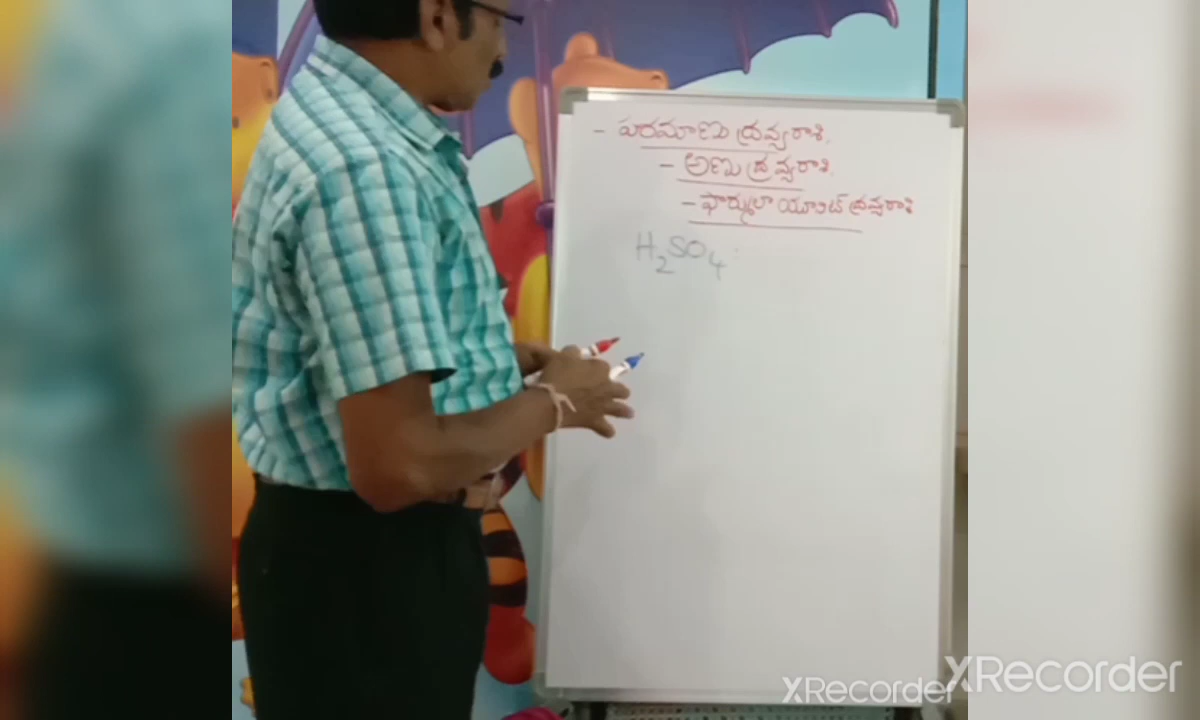 - పరమాణు ద్రవ్యరాశి.
- అణు ద్రవ్యరాశి.
- ఫార్ములా యూనిట్ ద్రవ్యరాశి
H₂SO₄
XRecorder
XRecorder